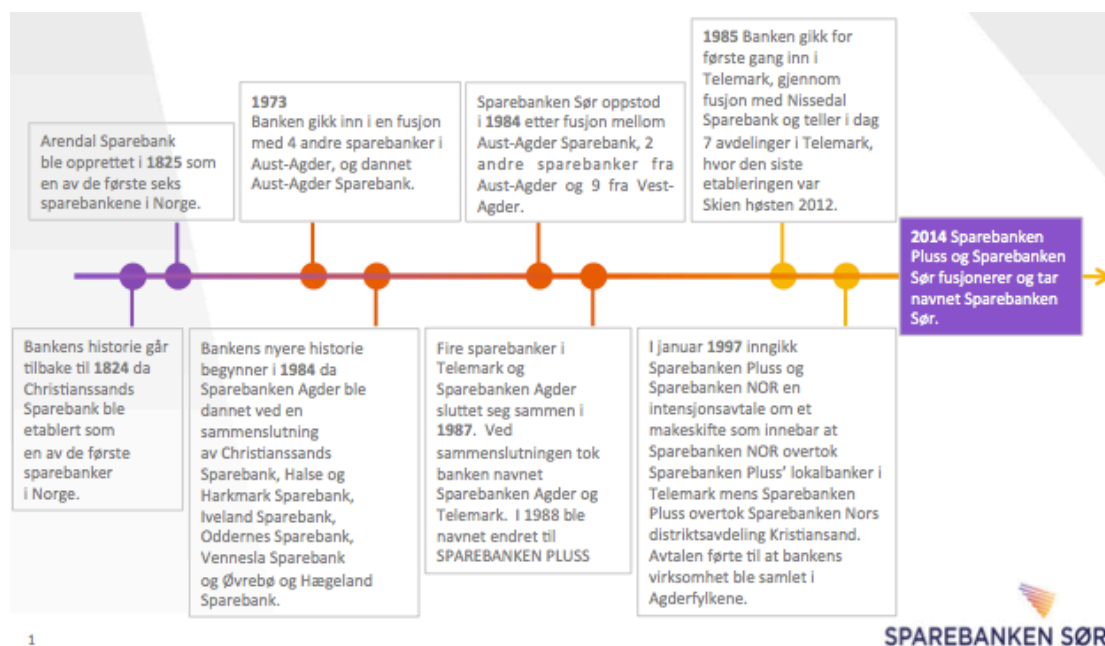 1985 Banken gikk for
første gang inn i
Telemark, gjennom
fusjon med Nissedal
Sparebank og teller i dag
7 avdelinger i Telemark,
hvor den siste
etableringen var
Skien høsten 2012.
1973
Banken gikk inn i en fusjon
med 4 andre sparebanker i
Aust-Agder, og dannet
Aust-Agder Sparebank.
Sparebanken Sør oppstod
i 1984 etter fusjon mellom
Aust-Agder Sparebank, 2
andre sparebanker fra
Aust-Agder og 9 fra Vest-
Agder.
Arendal Sparebank
ble opprettet i 1825 som
en av de første seks
sparebankene i Norge.
2014 Sparebanken
Pluss og Sparebanken
Sør fusjonerer og tar
navnet Sparebanken
Sør.
Bankens historie går
tilbake til 1824 da
Christianssands
Sparebank ble
etablert som
en av de første
sparebanker
i Norge.
Bankens nyere historie
begynner i 1984 da
Sparebanken Agder ble
dannet ved en
sammenslutning
av Christianssands
Sparebank, Halse og
Harkmark Sparebank,
Iveland Sparebank,
Oddernes Sparebank,
Vennesla Sparebank
og Øvrebø og Hægeland
Sparebank.
Fire sparebanker i
Telemark og
Sparebanken Agder
sluttet seg sammen i
1987. Ved
sammenslutningen tok
banken navnet
Sparebanken Agder og
Telemark. I 1988 ble
navnet endret til
SPAREBANKEN PLUSS
I januar 1997 inngikk
Sparebanken Pluss og
Sparebanken NOR en
intensjonsavtale om et
makeskifte som innebar at
Sparebanken NOR overtok
Sparebanken Pluss’ lokalbanker i
Telemark mens Sparebanken
Pluss overtok Sparebanken Nors
distriktsavdeling Kristiansand.
Avtalen førte til at bankens
virksomhet ble samlet i
Agderfylkene.
1
SPAREBANKEN SØR